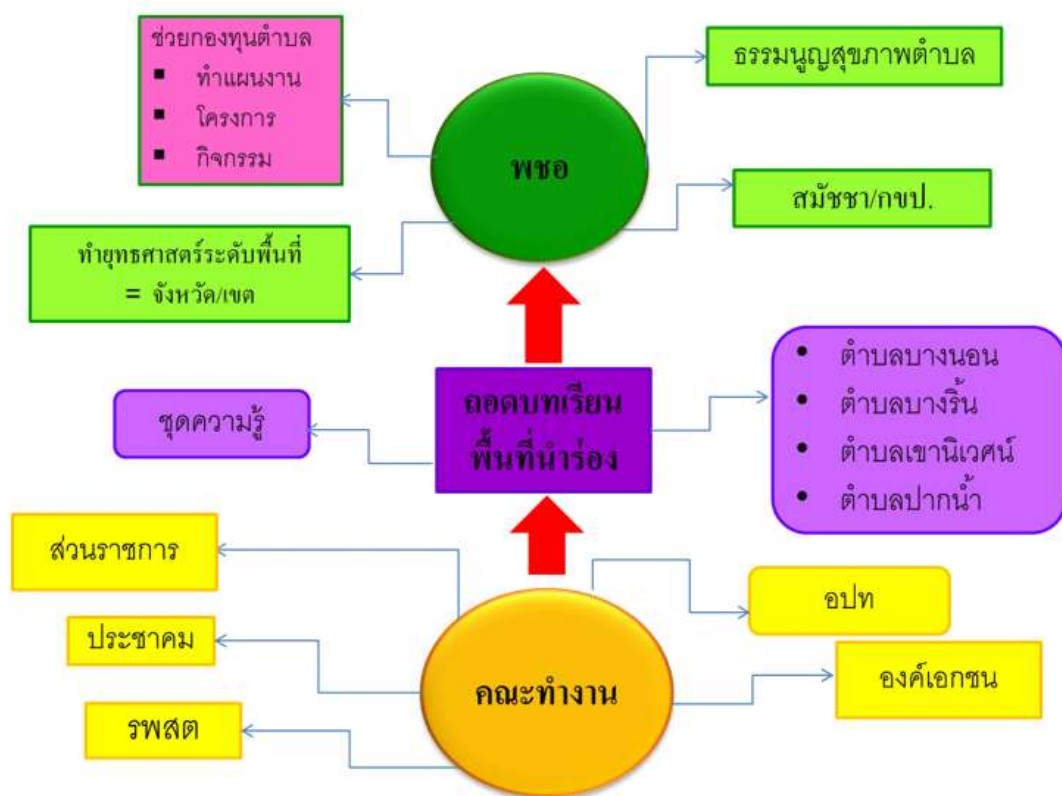 ช่วยกองทุนตำบล
▪ ทำแผนงาน
▪ โครงการ
▪ กิจกรรม
ธรรมนูญสุขภาพตำบล
พชอ
สมัชชา/กขป.
ทำยุทธศาสตร์ระดับพื้นที่
= จังหวัด/เขต
ถอดบทเรียน
พื้นที่นำร่อง
ชุดความรู้
• ตำบลบางนอน
• ตำบลบางริ้น
• ตำบลเขานิเวศน์
• ตำบลปากน้ำ
ส่วนราชการ
ประชาคม
รพสต
คณะทำงาน
อปท
องค์เอกชน